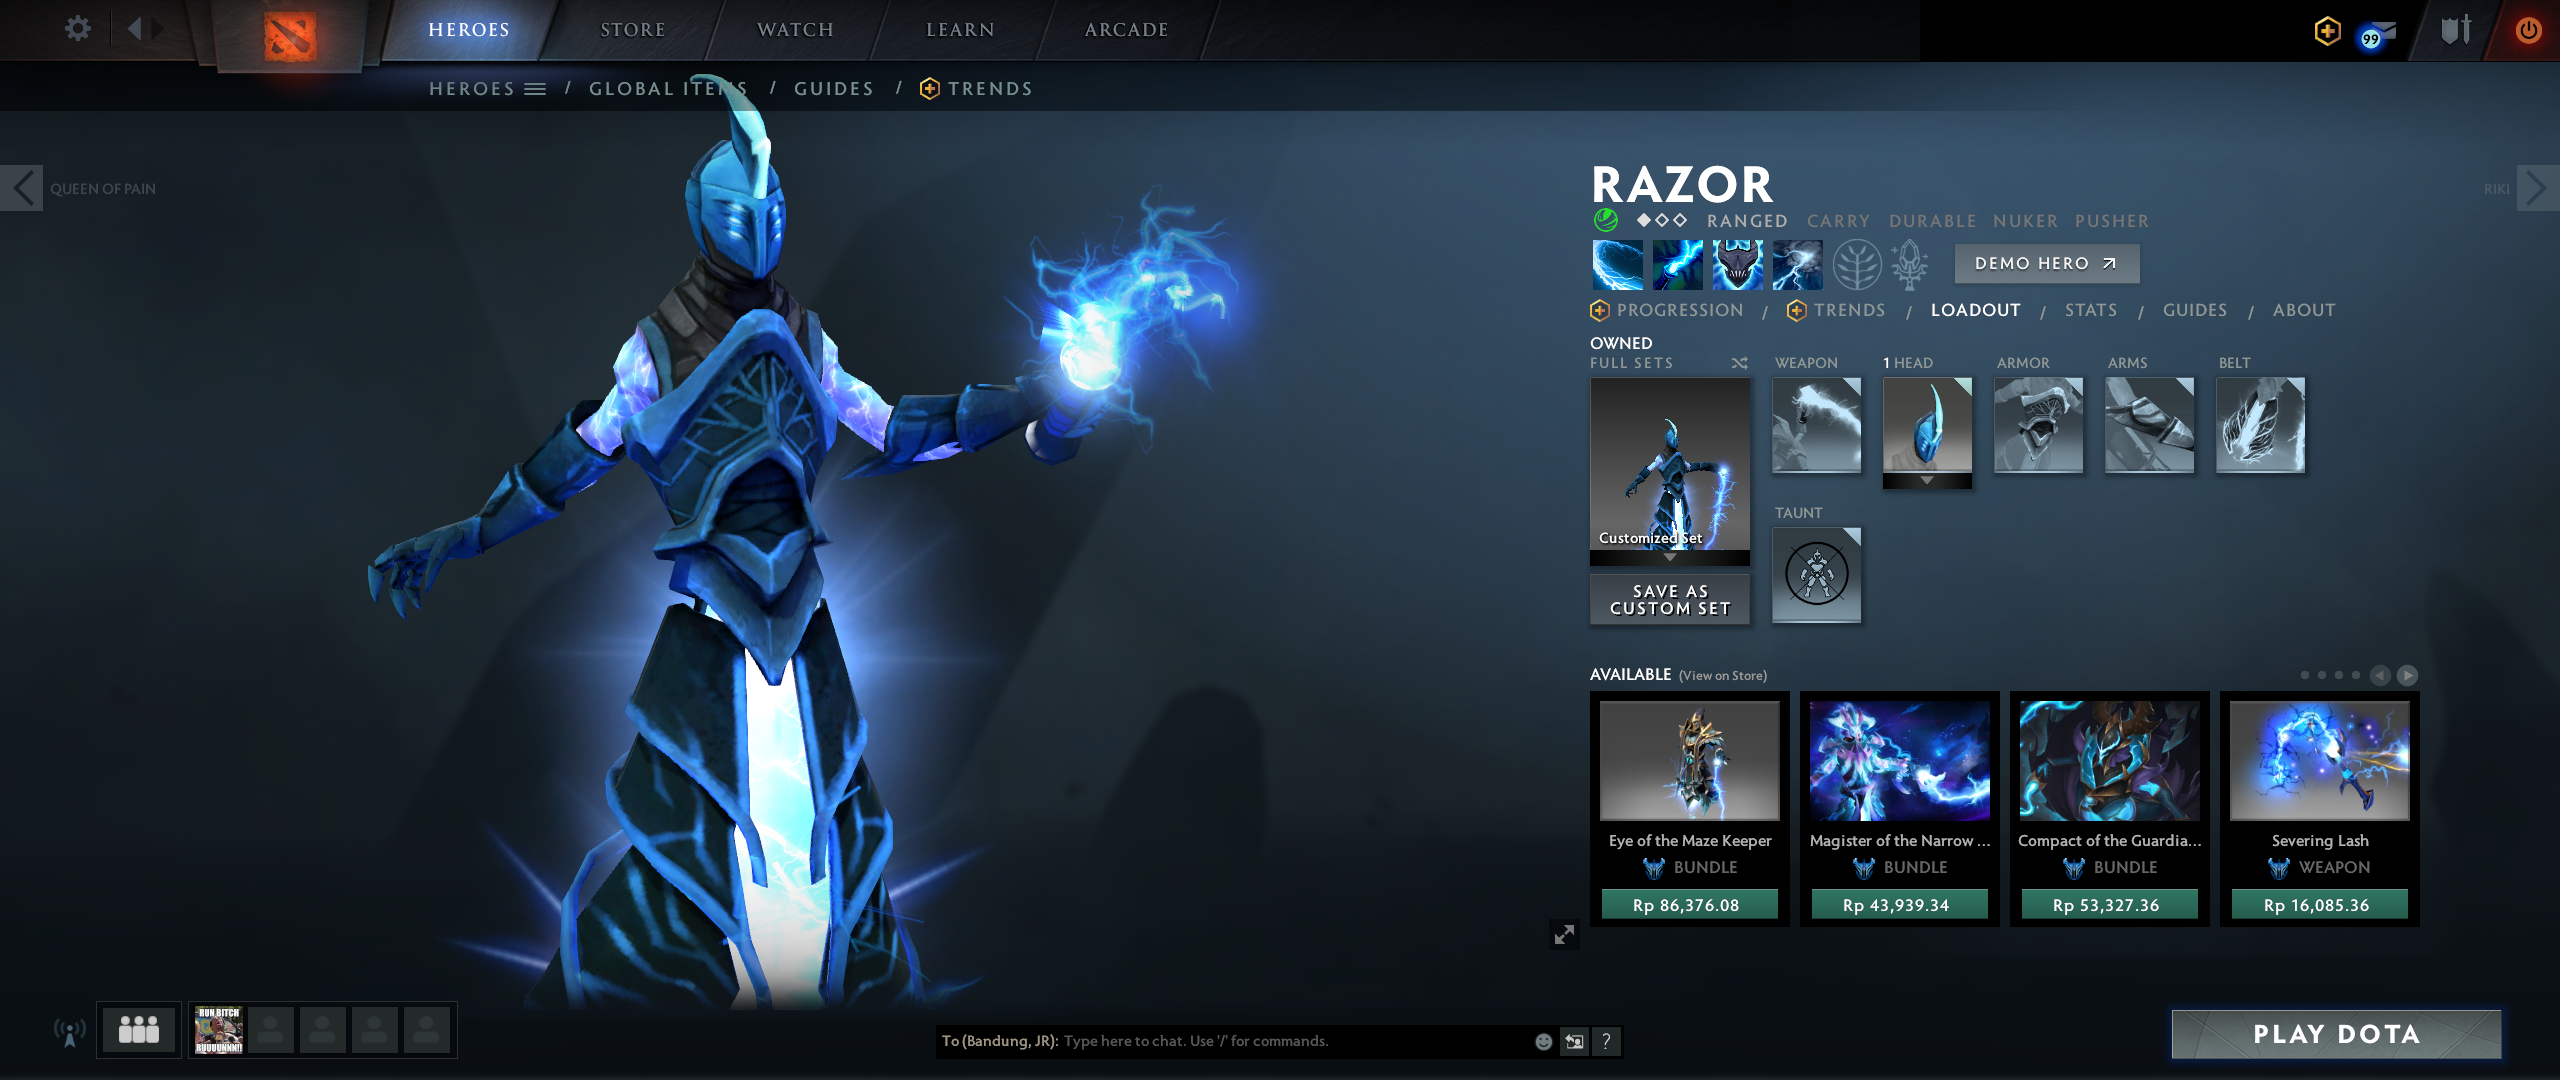 HEROES
STORE
WATCH
LEARN
ARCADE
99
HEROES / GLOBAL ITEMS / GUIDES / TRENDS
QUEEN OF PAIN
RIKI
RAZOR
RANGED CARRY DURABLE NUKER PUSHER
DEMO HERO
PROGRESSION / TRENDS / LOADOUT / STATS / GUIDES / ABOUT
OWNED
FULL SETS
WEAPON
1 HEAD
ARMOR
ARMS
BELT
Customized Set
SAVE AS
CUSTOM SET
TAUNT
AVAILABLE (View on Store)
Eye of the Maze Keeper
BUNDLE
Rp 86,376.08
Magister of the Narrow ...
BUNDLE
Rp 43,939.34
Compact of the Guardia...
BUNDLE
Rp 53,327.36
Severing Lash
WEAPON
Rp 16,085.36
RUN BITCH
RUUUUNNN!!
To (Bandung, JR): Type here to chat. Use '/' for commands.
?
PLAY DOTA